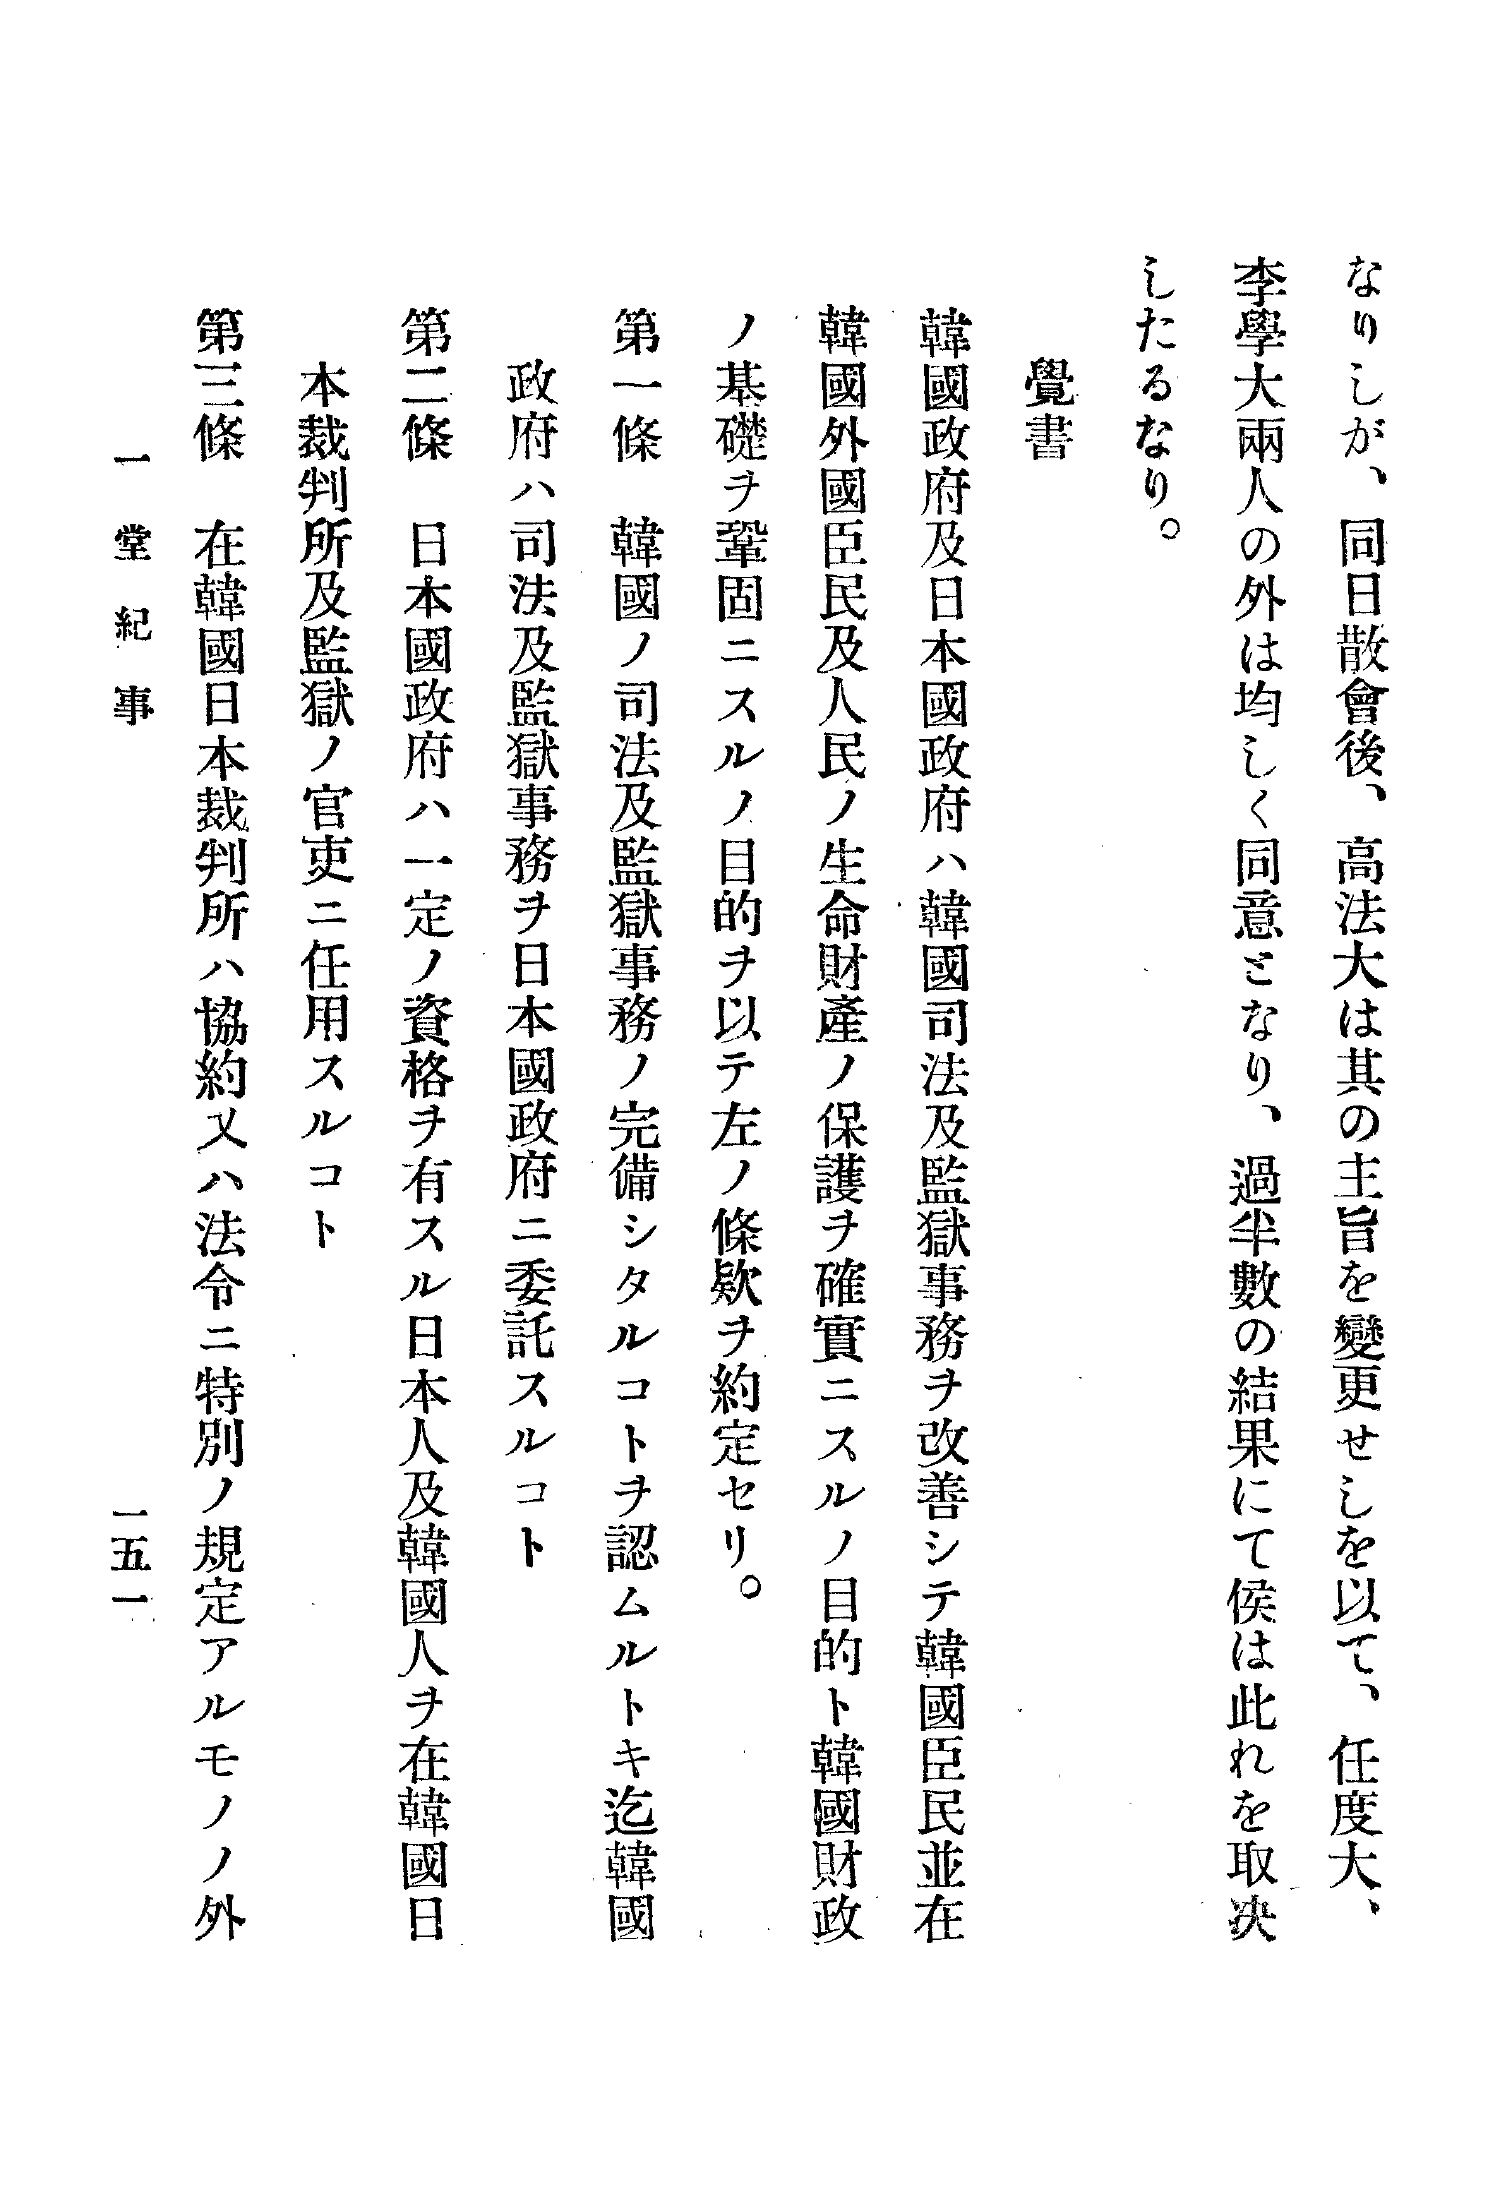 なりしが、同日散會後、高法大は其の主旨を變更せしを以て、任度大、
李學大兩人の外は均しく同意となり、過半數の結果にて侯は此れを取决
したるなり。
覺書
韓國政府及日本國政府ハ韓國司法及監獄事務ヲ改善シテ韓國臣民並在
韓國外國臣民及人民ノ生命財產ノ保護ヲ確實ニスルノ目的ト韓國財政
ノ基礎ヲ鞏固ニスルノ目的ヲ以テ左ノ條欵ヲ約定セリ。
第一條　韓國ノ司法及監獄事務ノ完備シタルコトヲ認ムルトキ迄韓國
政府ハ司法及監獄事務ヲ日本國政府ニ委託スルコト
第二條　日本國政府ハ一定ノ資格ヲ有スル日本人及韓國人ヲ在韓國日
本裁判所及監獄ノ官吏ニ任用スルコト
第三條　在韓國日本裁判所ハ協約又ハ法令ニ特別ノ規定アルモノノ外
一堂紀事
一五一